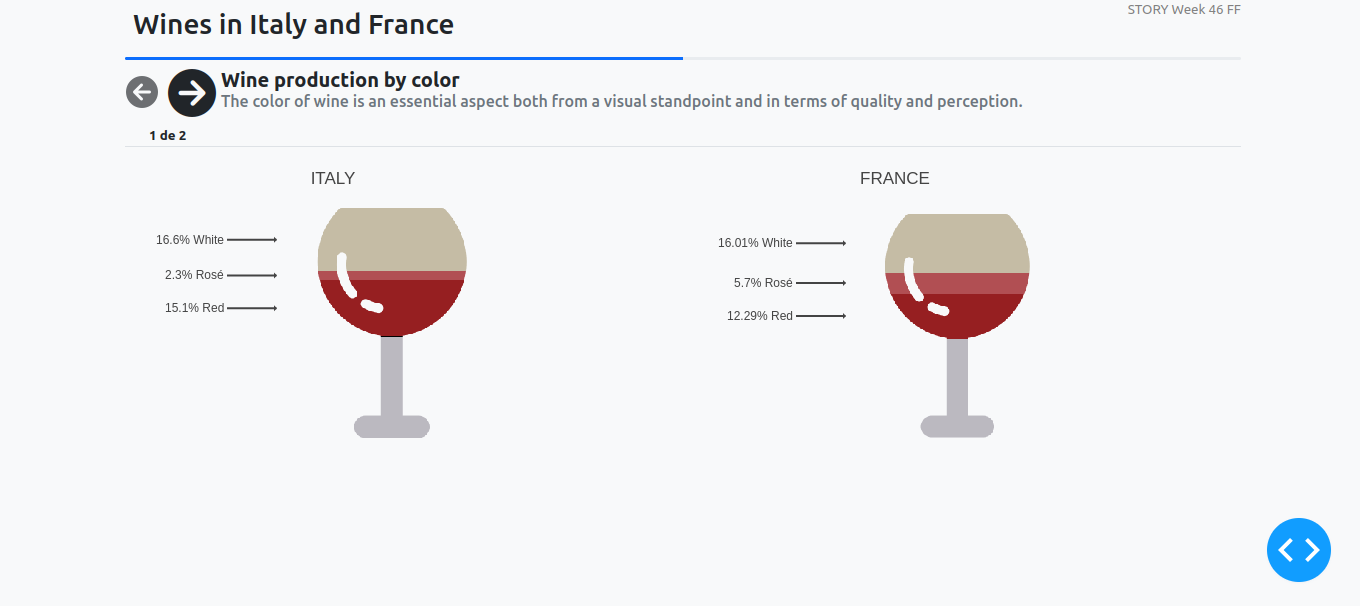 Wines in Italy and France
STORY Week 46 FF
Wine production by color
The color of wine is an essential aspect both from a visual standpoint and in terms of quality and perception.
1 de 2
ITALY
16.6% White
2.3% Rosé
15.1% Red
FRANCE
16.01% White
5.7% Rosé
12.29% Red